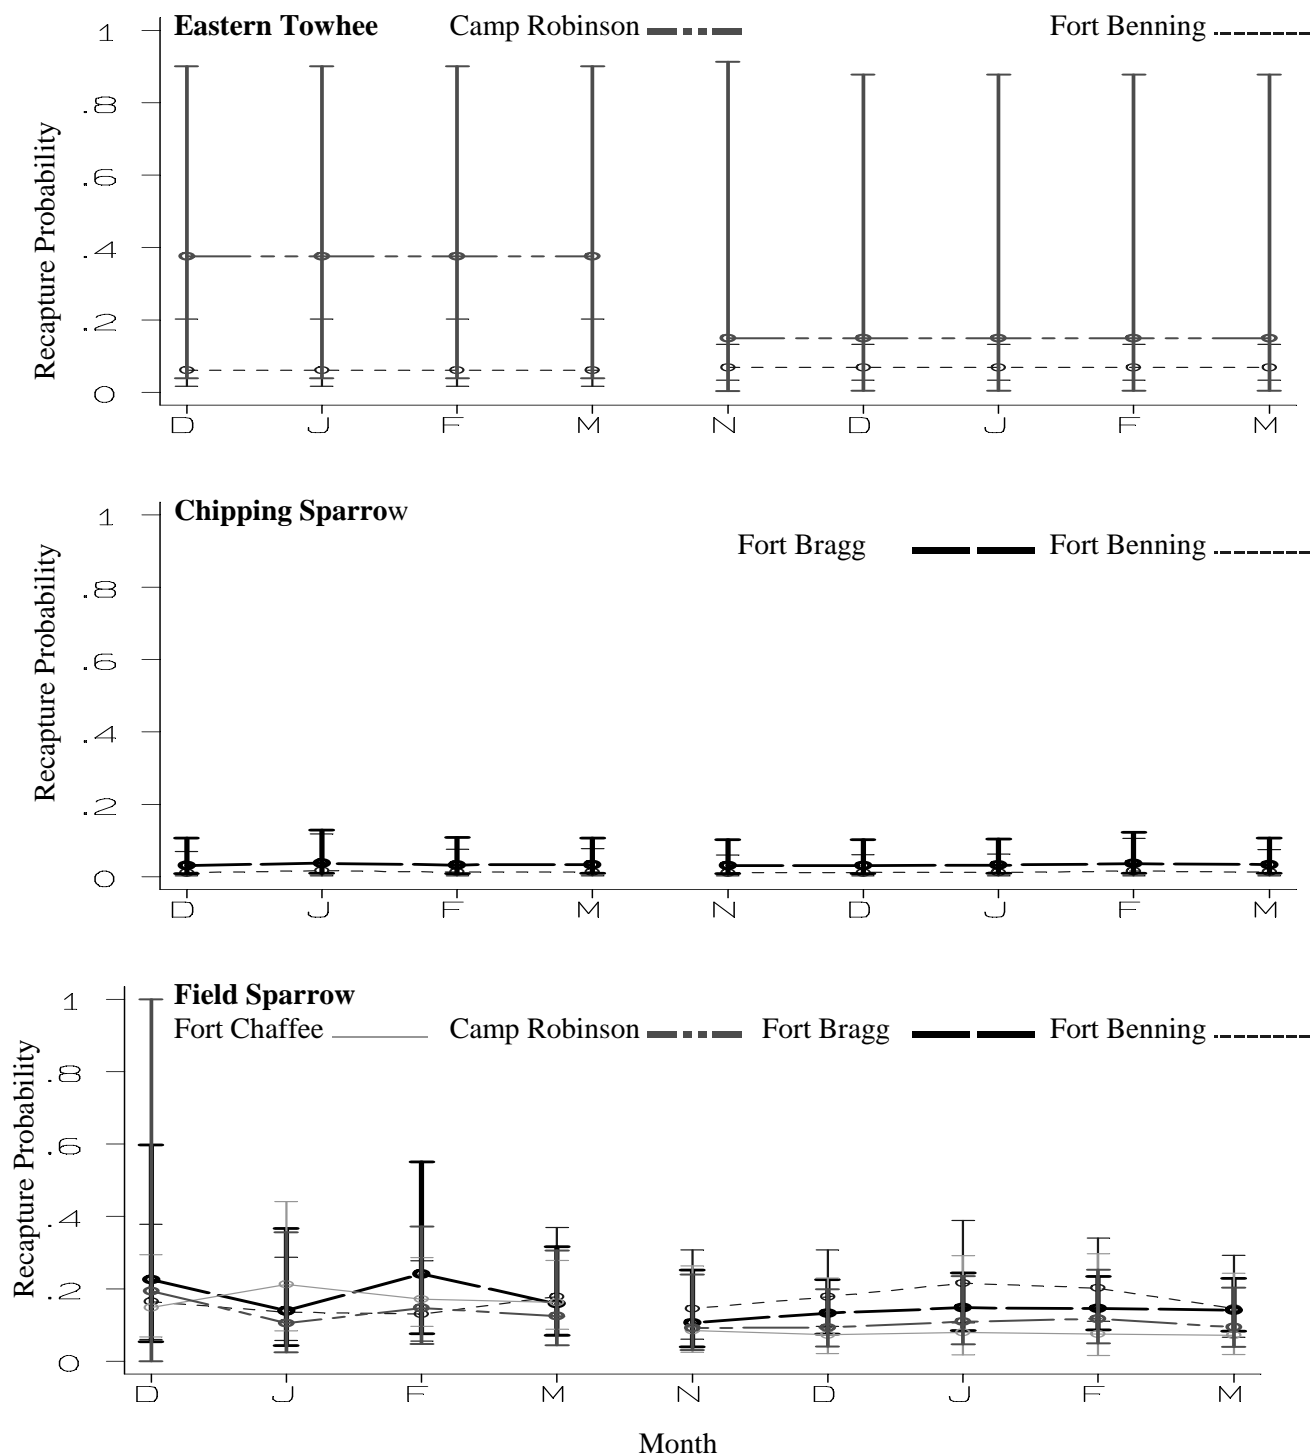 Eastern Towhee Camp Robinson Fort Benning
1
.8
.6
.4
.2
0
Recapture Probability
D J F M N D J F M
Chipping Sparrow
1
Fort Bragg Fort Benning
.8
.6
.4
.2
0
Recapture Probability
D J F M N D J F M
Field Sparrow
1
Fort Chaffee Camp Robinson Fort Bragg Fort Benning
.8
.6
.4
.2
0
Recapture Probability
D J F M N D J F M
Month